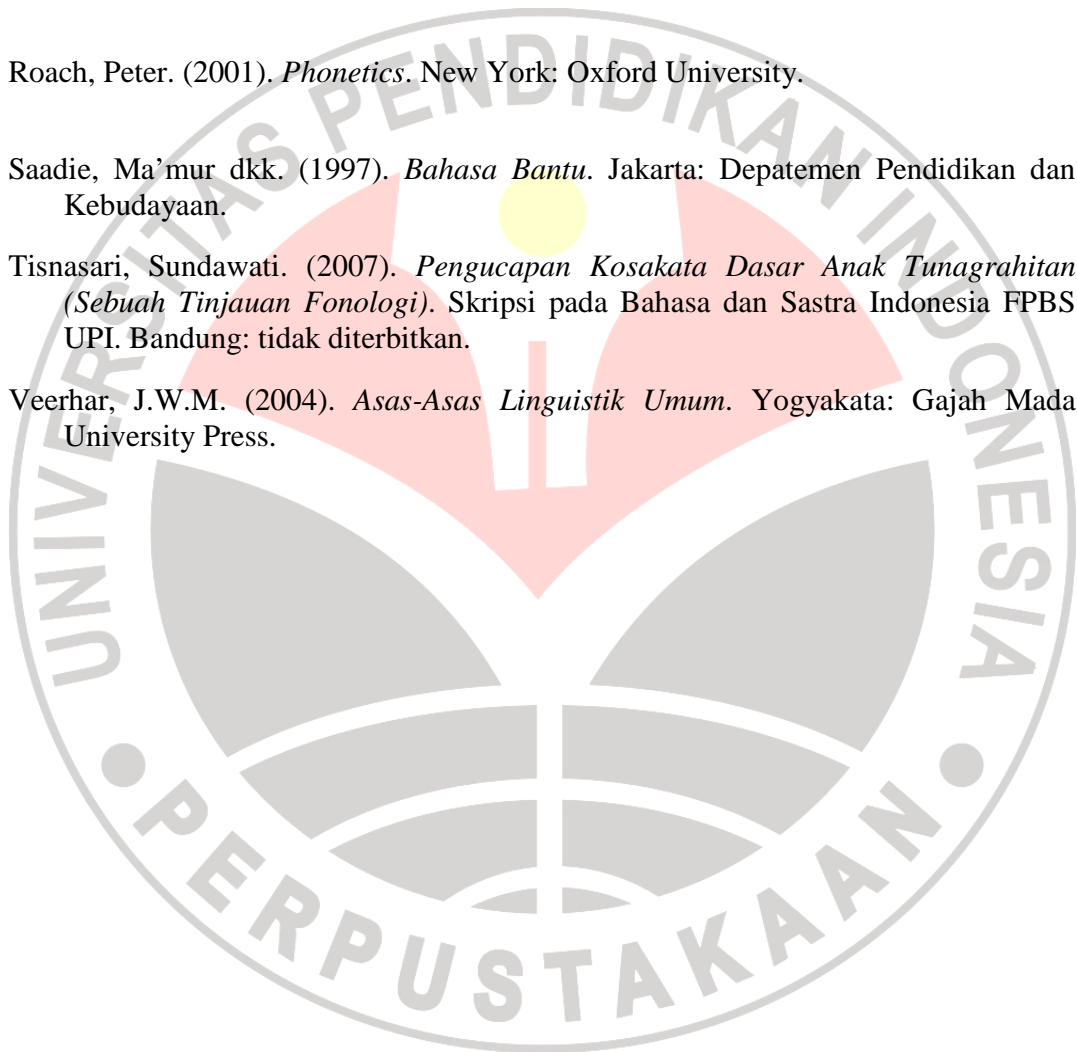 Roach, Peter. (2001). Phonetics. New York: Oxford University.
Saadie, Ma’mur dkk. (1997). Bahasa Bantu. Jakarta: Depatemen Pendidikan dan
Kebudayaan.
Tisnasari, Sundawati. (2007). Pengucapan Kosakata Dasar Anak Tunagrahitan
(Sebuah Tinjauan Fonologi). Skripsi pada Bahasa dan Sastra Indonesia FPBS
UPI. Bandung: tidak diterbitkan.
Veerhar, J.W.M. (2004). Asas-Asas Linguistik Umum. Yogyakata: Gajah Mada
University Press.
UNIVERSITAS PENDIDIKAN INDONESIA
PERPUSTAKAAN